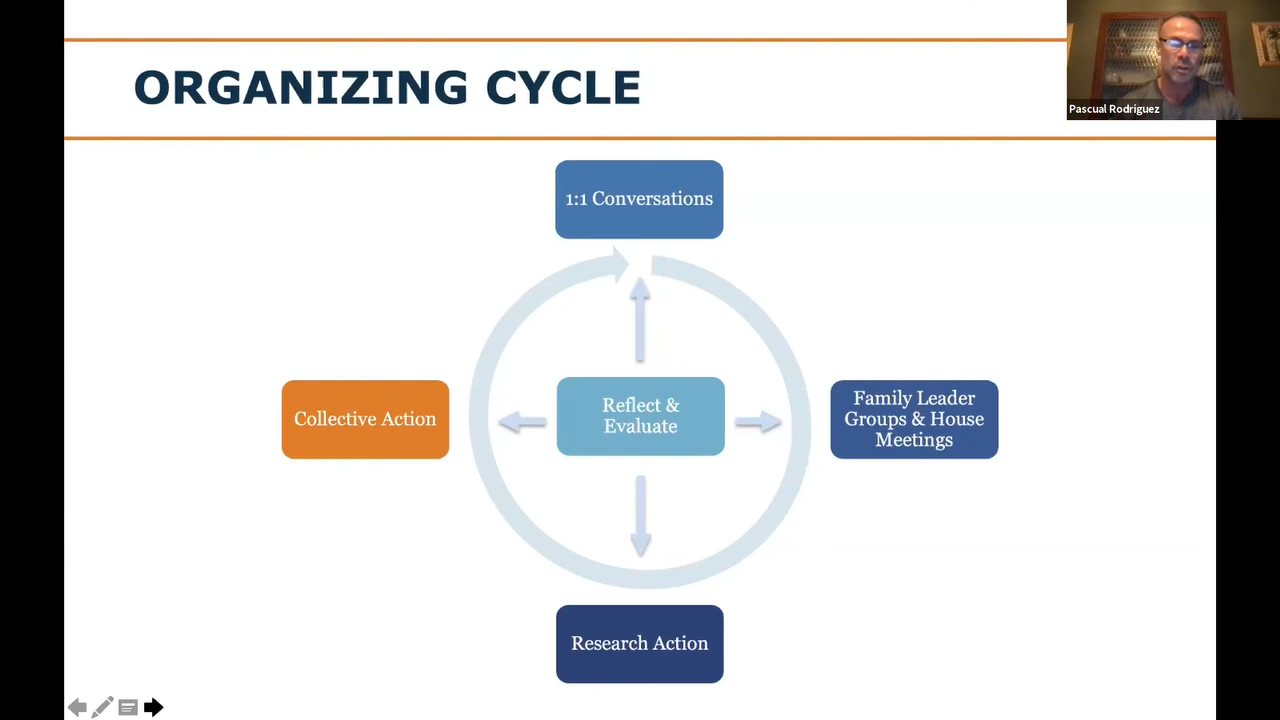 ORGANIZING CYCLE
Pascual Rodriguez
1:1 Conversations
Collective Action
Reflect &
Evaluate
Family Leader
Groups & House
Meetings
Research Action